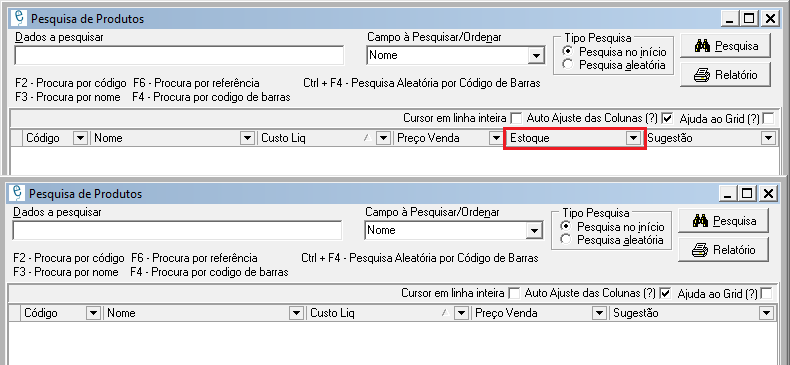 Pesquisa de Produtos
Dados a pesquisar Campo à Pesquisar/Ordenar Tipo Pesquisa
Nome Pesquisa no início Pesquisa
Pesquisa aleatória
F2 - Procura por código F6 - Procura por referência Ctrl + F4 - Pesquisa Aleatória por Código de Barras Relatório
F3 - Procura por nome F4 - Procura por codigo de barras
Cursor em linha inteira Auto Ajuste das Colunas (?) Ajuda ao Grid (?)
Código Nome Custo Liq Preço Venda Estoque Sugestão
Pesquisa de Produtos
Dados a pesquisar Campo à Pesquisar/Ordenar Tipo Pesquisa
Nome Pesquisa no início Pesquisa
Pesquisa aleatória
F2 - Procura por código F6 - Procura por referência Ctrl + F4 - Pesquisa Aleatória por Código de Barras Relatório
F3 - Procura por nome F4 - Procura por codigo de barras
Cursor em linha inteira Auto Ajuste das Colunas (?) Ajuda ao Grid (?)
Código Nome Custo Liq Preço Venda Sugestão